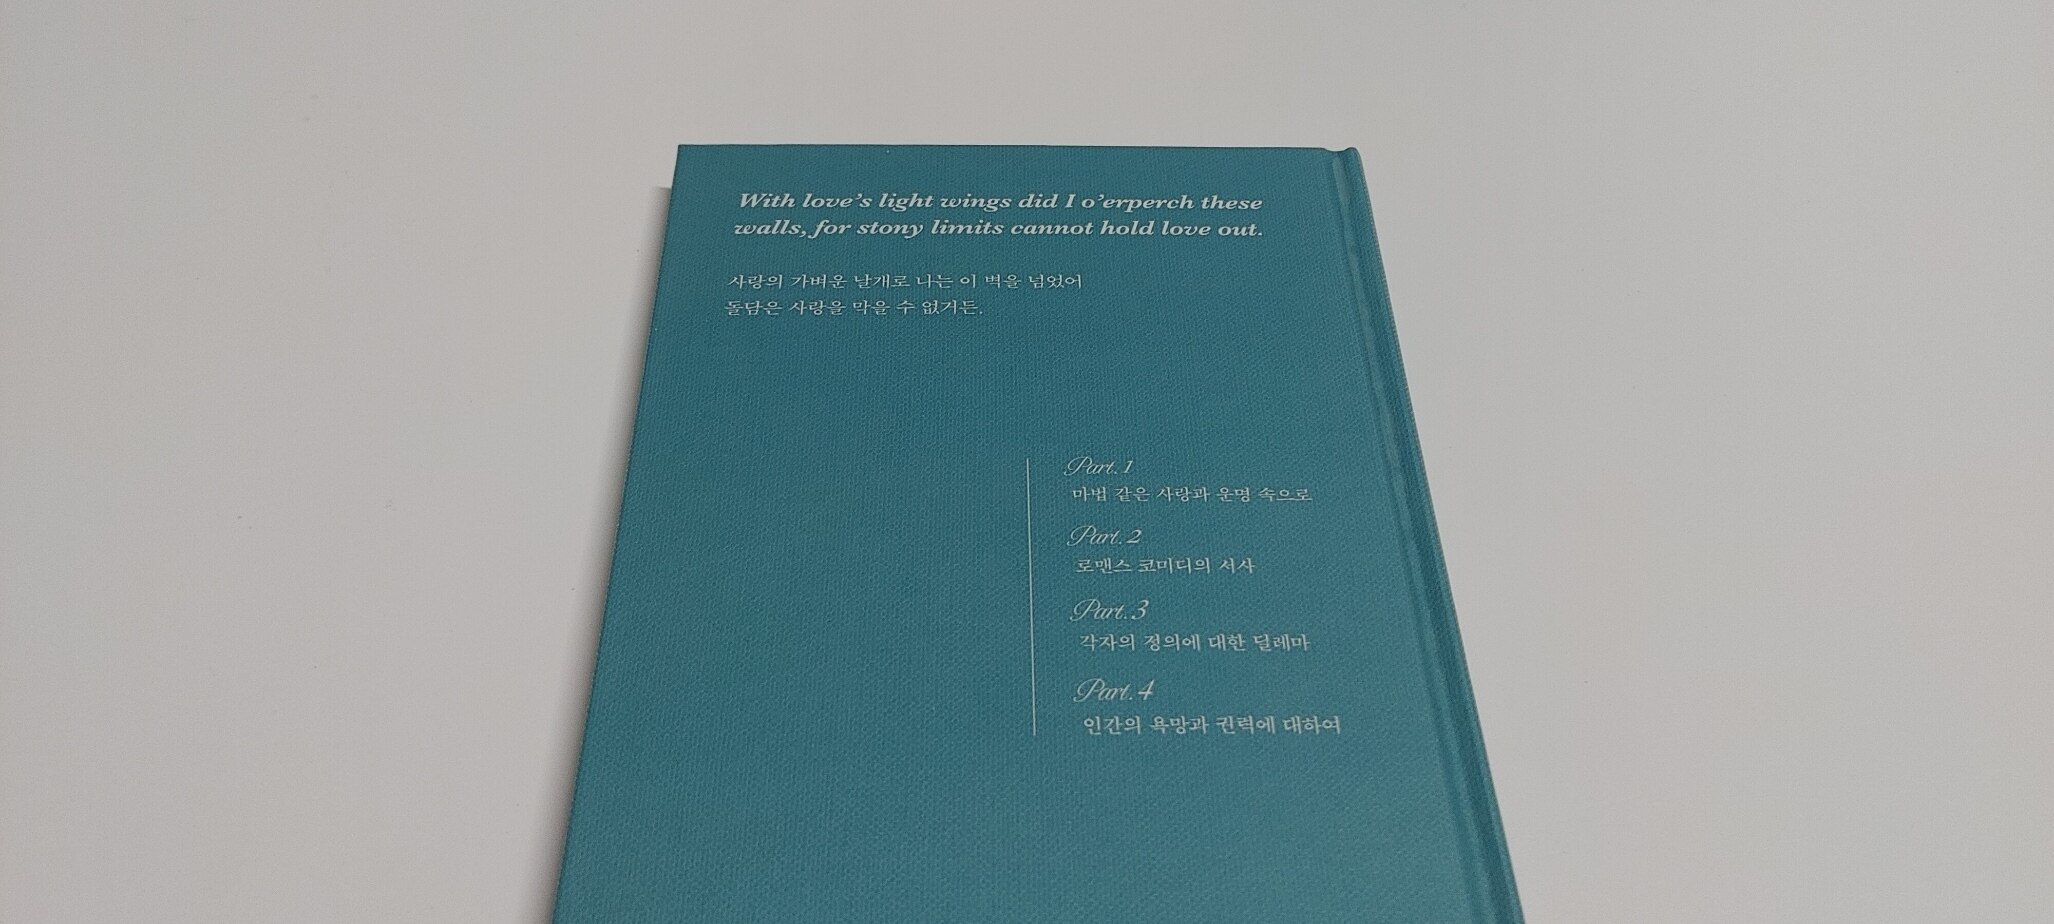 With love's light wings did I o'erperch these
walls, for stony limits cannot hold love out.
사랑의 가벼운 날개로 나는 이 벽을 넘었어
돌담은 사랑을 막을 수 없거든.
Part. 1
마법 같은 사랑과 운명 속으로
Part. 2
로맨스 코미디의 서사
Part. 3
각자의 정의에 대한 딜레마
Part. 4
인간의 욕망과 권력에 대하여